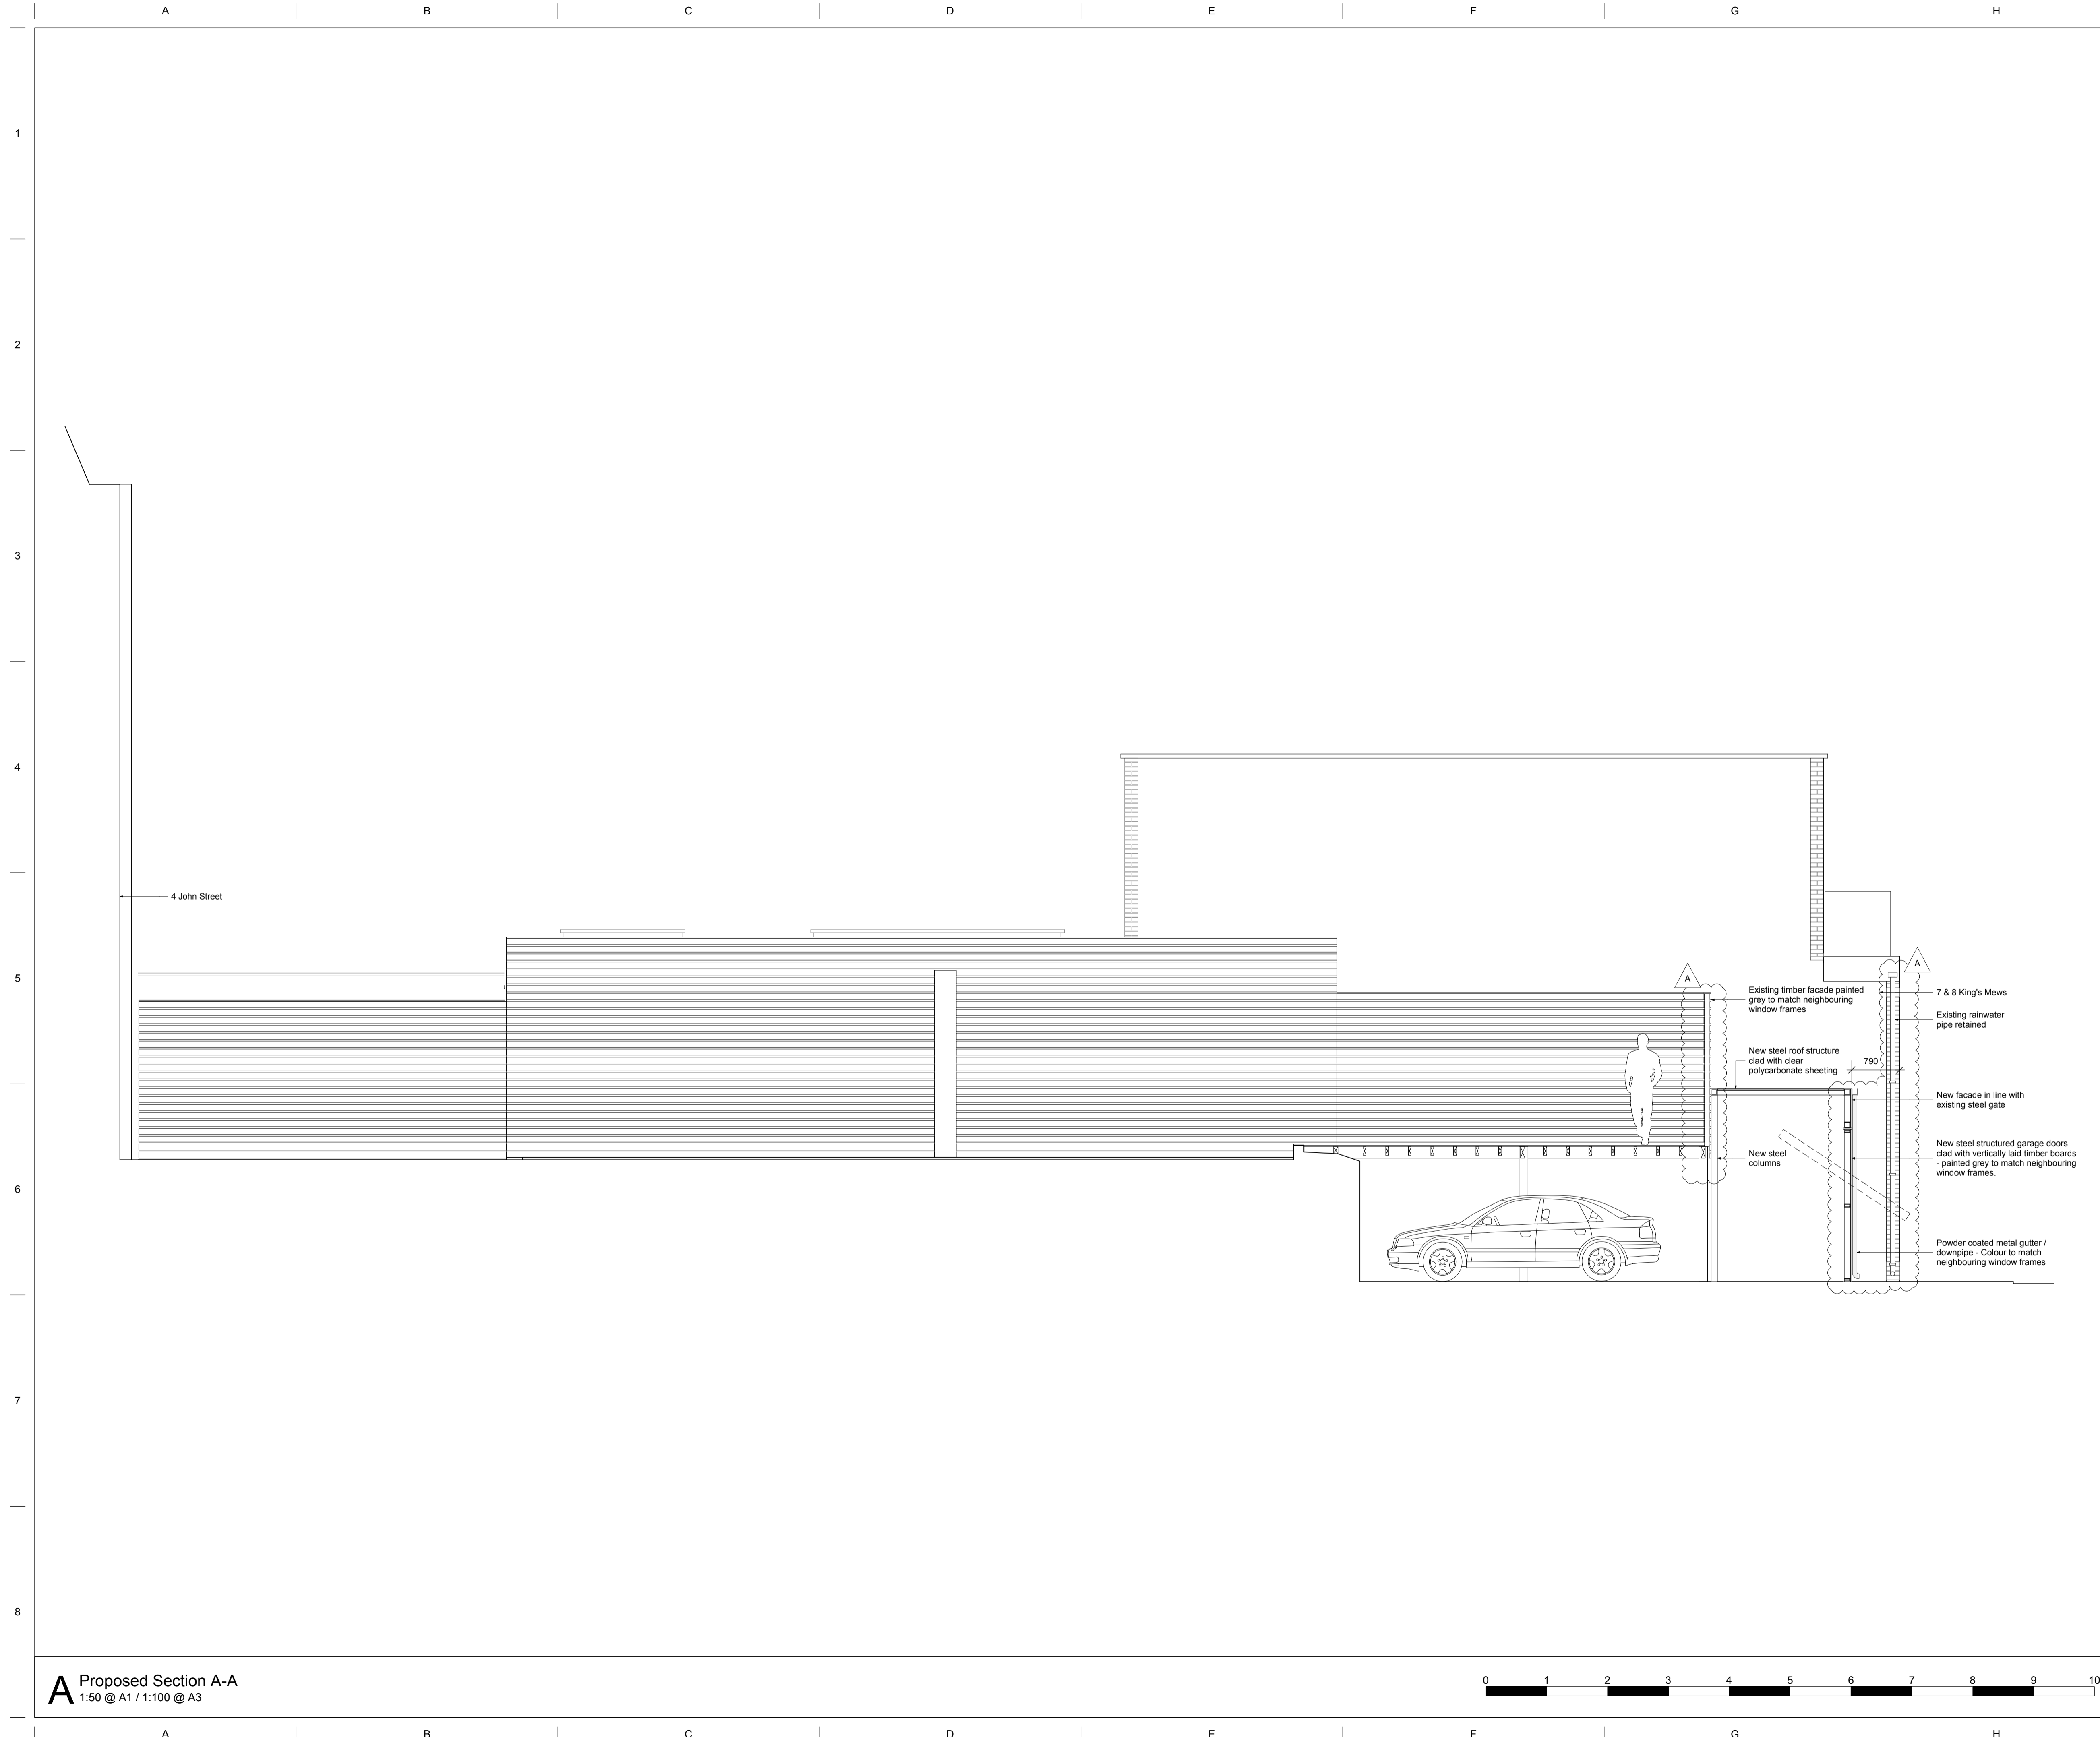 A B C D E F G H
1
2
3
4
5
6
7
8
4 John Street
A
A
Existing timber facade painted
grey to match neighbouring
window frames
7 & 8 King's Mews
Existing rainwater
pipe retained
New steel roof structure
clad with clear
polycarbonate sheeting
790
New facade in line with
existing steel gate
New steel structured garage doors
clad with vertically laid timber boards
- painted grey to match neighbouring
window frames.
New steel
columns
Powder coated metal gutter /
downpipe - Colour to match
neighbouring window frames
A Proposed Section A-A
1:50 @ A1 / 1:100 @ A3
0 1 2 3 4 5 6 7 8 9 10
A B C D E F G H